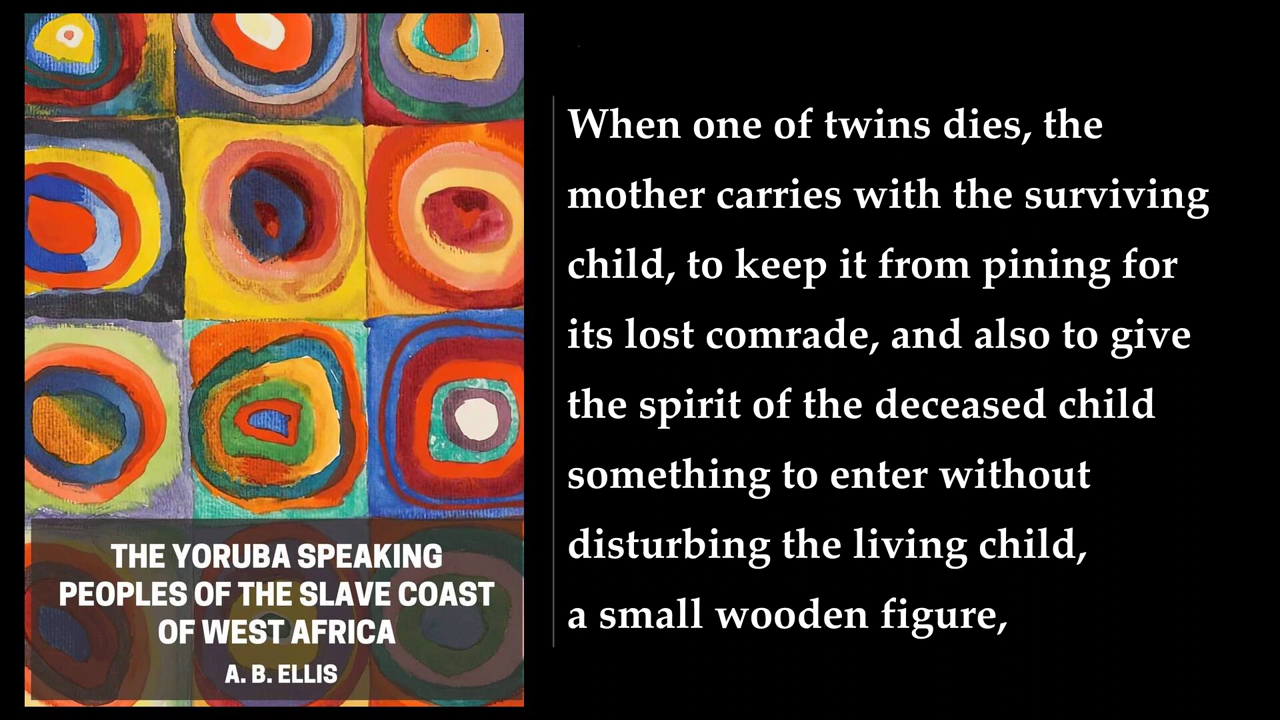 THE YORUBA SPEAKING
PEOPLES OF THE SLAVE COAST
OF WEST AFRICA
A. B. ELLIS
When one of twins dies, the
mother carries with the surviving
child, to keep it from pining for
its lost comrade, and also to give
the spirit of the deceased child
something to enter without
disturbing the living child,
a small wooden figure,